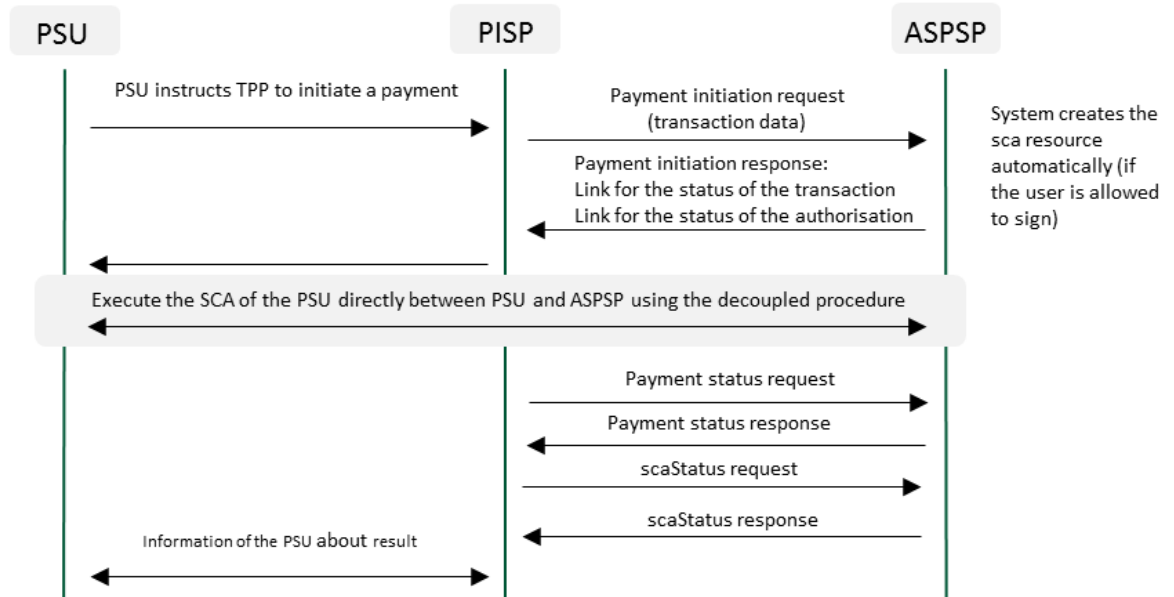 PSU
PISP
ASPSP
PSU instructs TPP to initiate a payment
Payment initiation request
(transaction data)
System creates the
sca resource
automatically (if
the user is allowed
to sign)
Payment initiation response:
Link for the status of the transaction
Link for the status of the authorisation
Execute the SCA of the PSU directly between PSU and ASPSP using the decoupled procedure
Payment status request
Payment status response
scaStatus request
scaStatus response
Information of the PSU about result